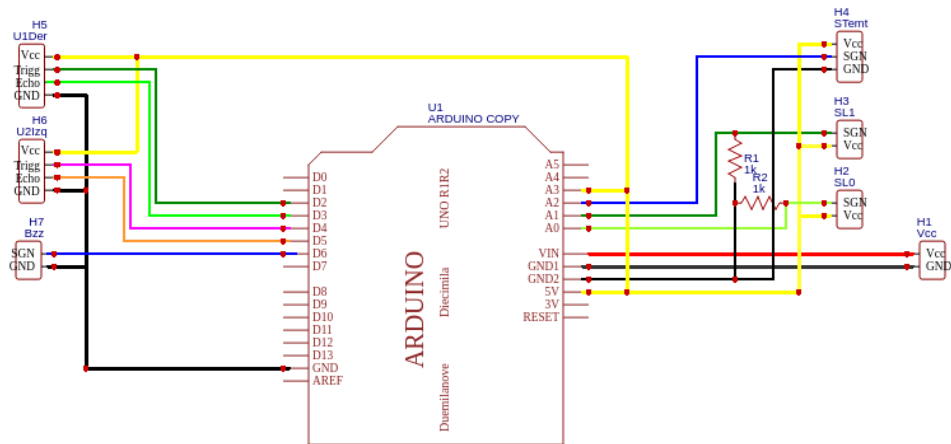 H5
U1Der
Vcc
Trigg
Echo
GND
H6
U2Izq
Vcc
Trigg
Echo
GND
H7
Bzz
SGN
GND
U1
ARDUINO COPY
D0
D1
D2
D3
D4
D5
D6
D7
D8
D9
D10
D11
D12
D13
GND
AREF
UNO R1R2
ARDUINO
Diecimila
Duemilanove
A5
A4
A3
A2
A1
A0
VIN
GND1
GND2
5V
3V
RESET
R1
1k
R2
1k
H4
STemt
Vcc
SGN
GND
H3
SL1
SGN
Vcc
H2
SL0
SGN
Vcc
H1
Vcc
Vcc
GND